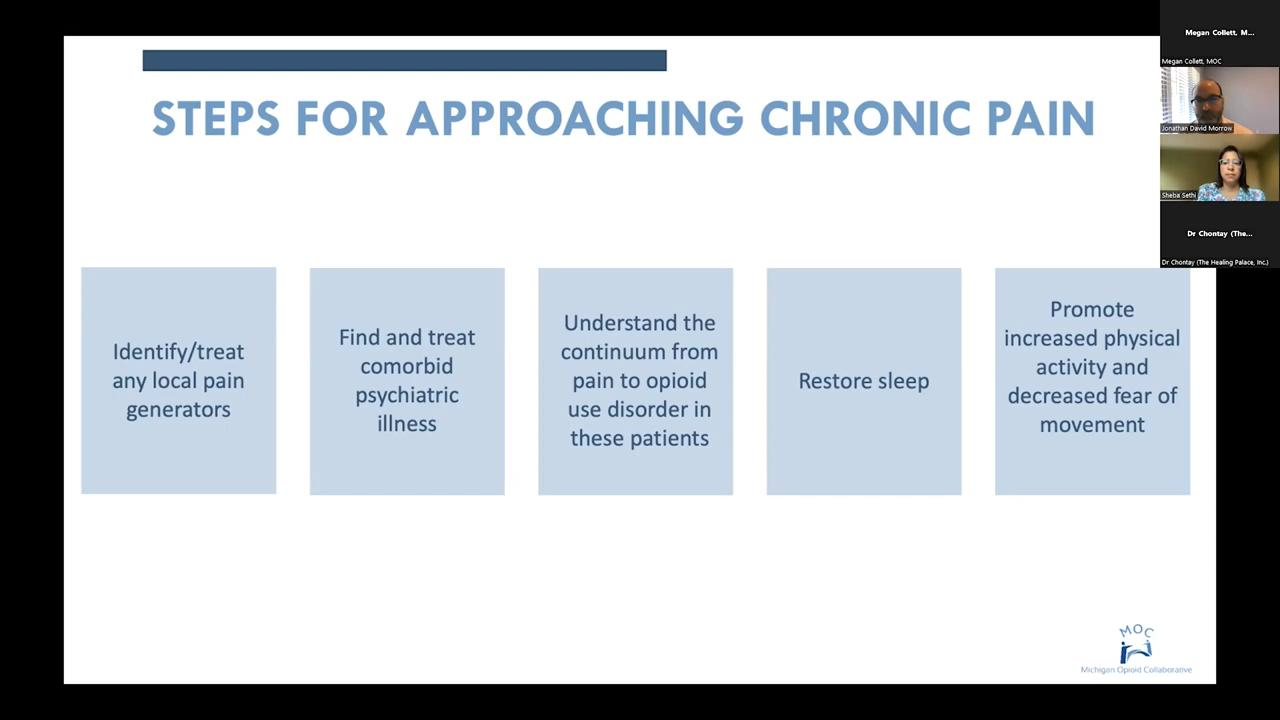 STEPS FOR APPROACHING CHRONIC PAIN
Identify/treat
any local pain
generators
Find and treat
comorbid
psychiatric
illness
Understand the
continuum from
pain to opioid
use disorder in
these patients
Restore sleep
Promote
increased physical
activity and
decreased fear of
movement
MOC
Michigan Opioid Collaborative
Megan Collett, M...
Megan Collett, MOC
Jonathan David Morrow
Sheba Sethi
Dr Chontay (The...
Dr Chontay (The Healing Palace, Inc.)